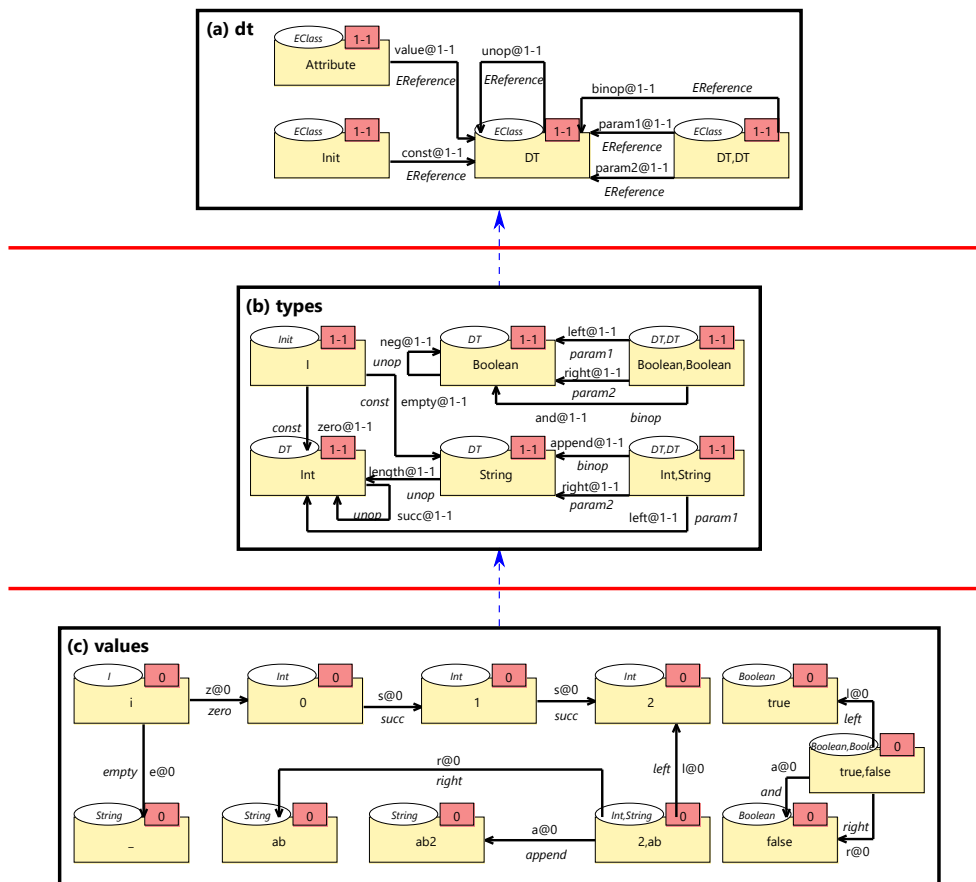 (a) dt
EClass 1-1
Attribute
value@1-1
EReference
unop@1-1
EReference
binop@1-1 EReference
EClass 1-1
Init
const@1-1
EReference
EClass 1-1
DT
param1@1-1
EReference
param2@1-1
EReference
EClass 1-1
DT,DT
(b) types
Init 1-1
I
neg@1-1
unop
DT 1-1
Boolean
left@1-1
param1
right@1-1
param2
DT,DT 1-1
Boolean,Boolean
const empty@1-1
and@1-1 binop
const zero@1-1
DT 1-1
Int
length@1-1
unop
unop succ@1-1
DT 1-1
String
append@1-1
binop
right@1-1
param2
DT,DT 1-1
Int,String
left@1-1 param1
(c) values
I 0
i
z@0
zero
Int 0
0
s@0
succ
Int 0
1
s@0
succ
Int 0
2
Boolean 0
true
l@0
left
Boolean,Boole 0
true,false
a@0
and
right
r@0
empty e@0
r@0
right
left l@0
String 0
_
String 0
ab
String 0
ab2
a@0
append
Int,String 0
2,ab
Boolean 0
false